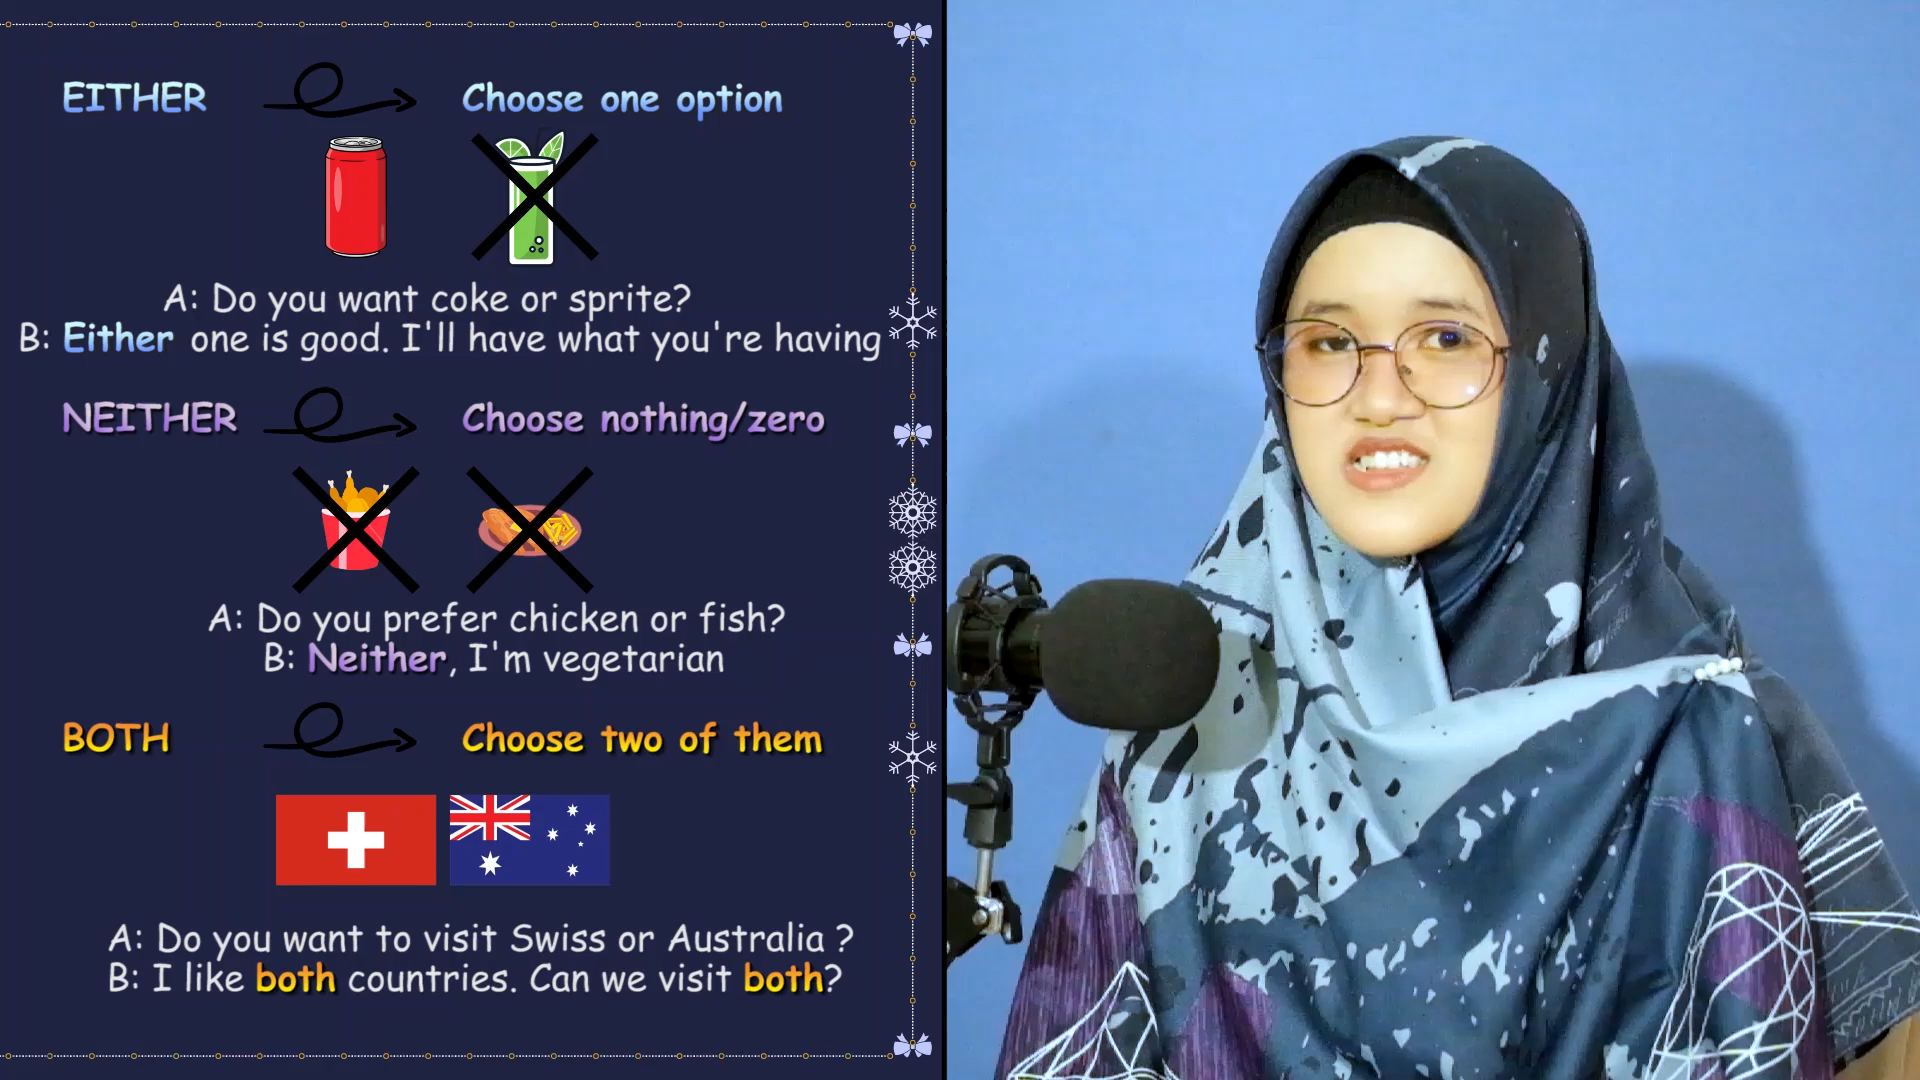 EITHER
Choose one option
A: Do you want coke or sprite?
B: Either one is good. I'll have what you're having
NEITHER
Choose nothing/zero
A: Do you prefer chicken or fish?
B: Neither, I'm vegetarian
BOTH
Choose two of them
A: Do you want to visit Swiss or Australia ?
B: I like both countries. Can we visit both?